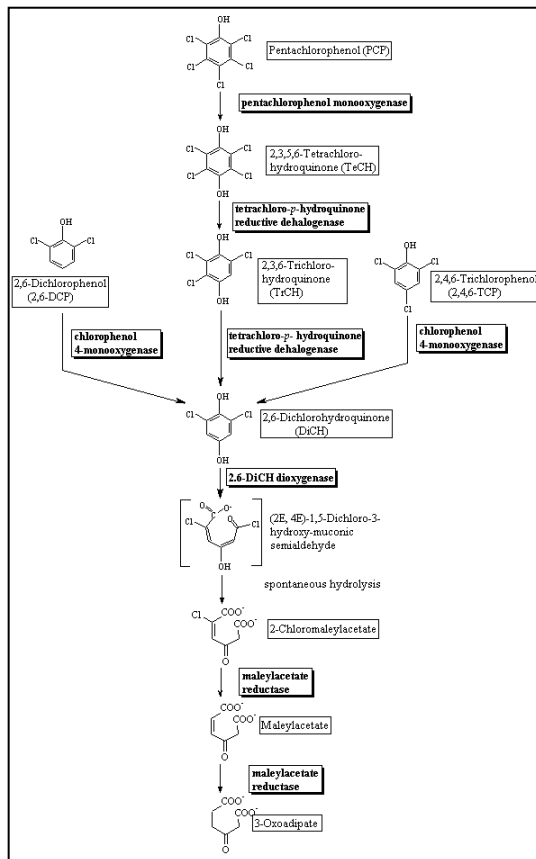 OH
Cl
Cl
Cl
Cl
Cl
Pentachlorophenol (PCP)
pentachlorophenol monooxygenase
OH
Cl
Cl
Cl
Cl
OH
2,3,5,6-Tetrachloro-
hydroquinone (TeCH)
tetrachloro-p-hydroquinone
reductive dehalogenase
OH
Cl
Cl
2,6-Dichlorophenol
(2,6-DCP)
OH
Cl
Cl
Cl
OH
2,3,6-Trichloro-
hydroquinone
(TrCH)
OH
Cl
Cl
Cl
2,4,6-Trichlorophenol
(2,4,6-TCP)
chlorophenol
4-monooxygenase
tetrachloro-p- hydroquinone
reductive dehalogenase
chlorophenol
4-monooxygenase
OH
Cl
Cl
OH
2,6-Dichlorohydroquinone
(DiCH)
2,6-DiCH dioxygenase
O
C
O-
Cl
O
Cl
OH
(2E, 4E)-1,5-Dichloro-3-
hydroxy-muconic
semialdehyde
spontaneous hydrolysis
Cl
COO-
COO-
O
2-Chloromaleylacetate
maleylacetate
reductase
COO-
COO-
O
Maleylacetate
maleylacetate
reductase
COO-
COO-
O
3-Oxoadipate